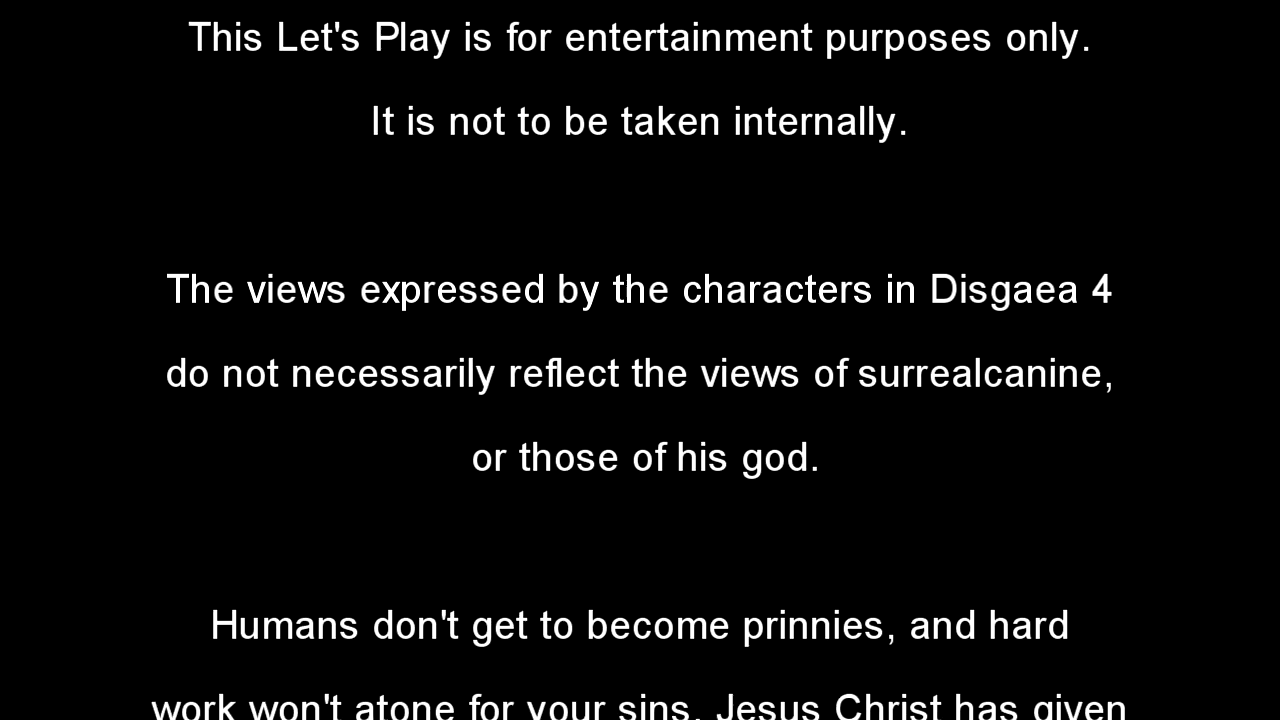 This Let's Play is for entertainment purposes only.
It is not to be taken internally.
The views expressed by the characters in Disgaea 4
do not necessarily reflect the views of surrealcanine,
or those of his god.
Humans don't get to become prinnies, and hard
work won't atone for your sins. Jesus Christ has given